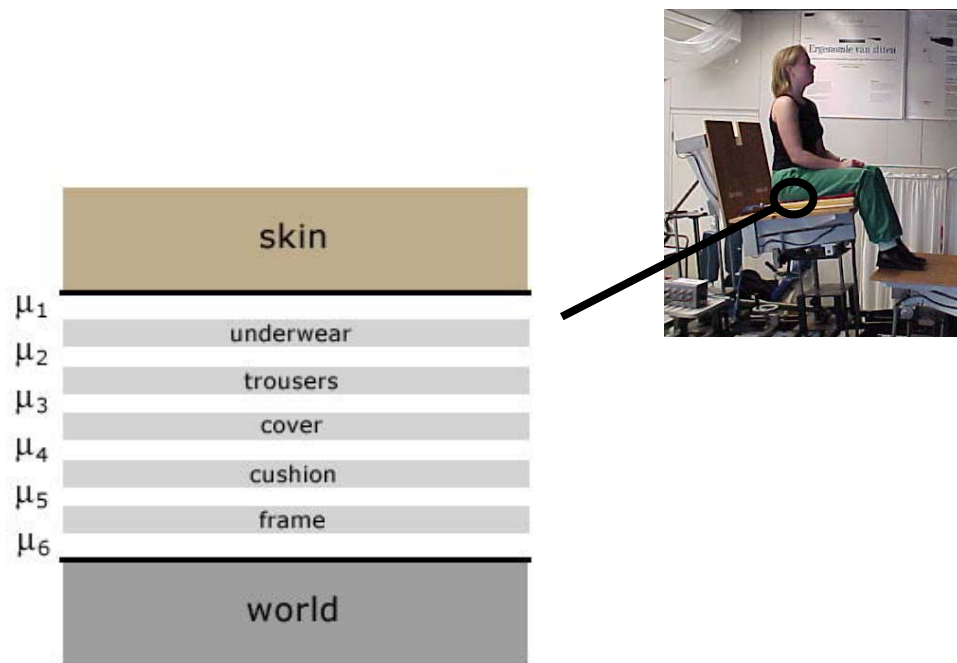 Ergonomie van zitten
skin
μ1
underwear
μ2
trousers
μ3
cover
μ4
cushion
μ5
frame
μ6
world